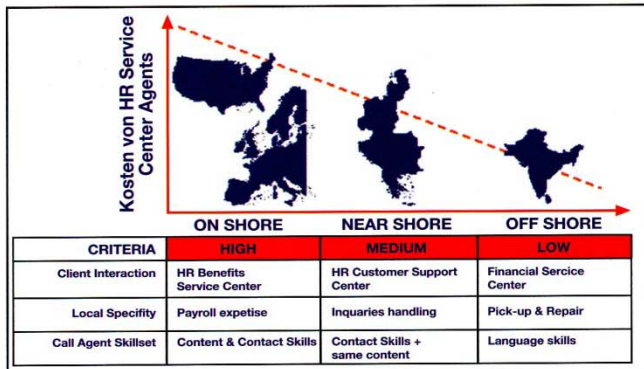 Kosten von HR Service
Center Agents
ON SHORE NEAR SHORE OFF SHORE
CRITERIA HIGH MEDIUM LOW
Client Interaction HR Benefits Service Center HR Customer Support Center Financial Sercice Center
Local Specifity Payroll expetise Inquaries handling Pick-up & Repair
Call Agent Skillset Content & Contact Skills Contact Skills + same content Language skills